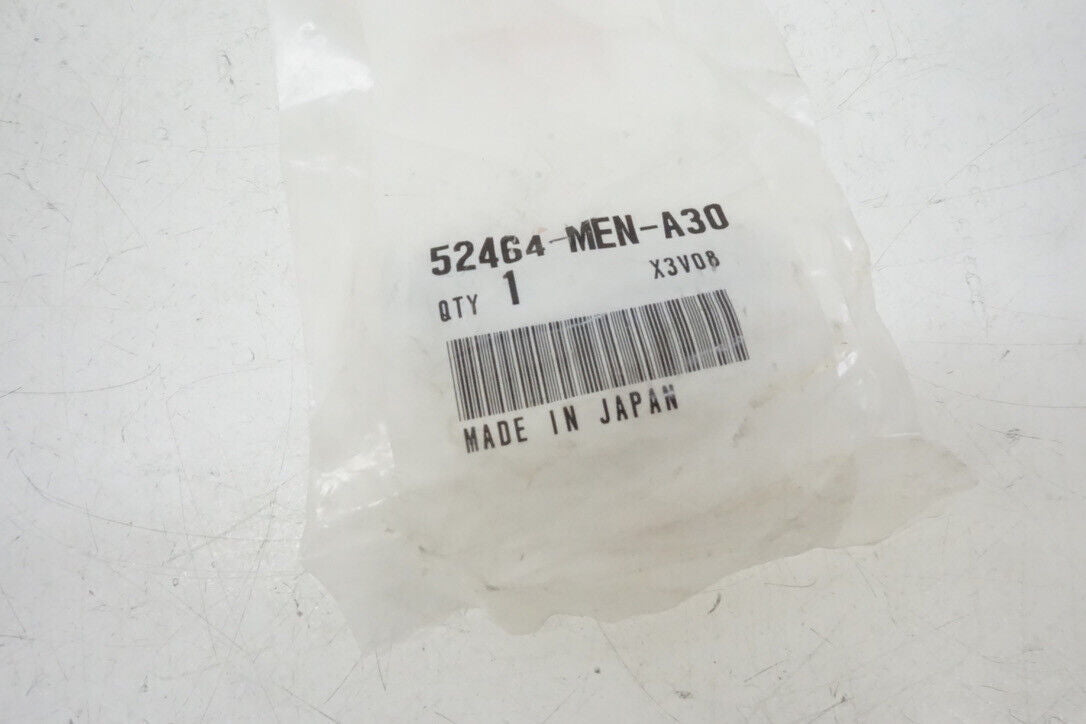 52464-MEN-A30
QTY 1 X3V08
MADE IN JAPAN